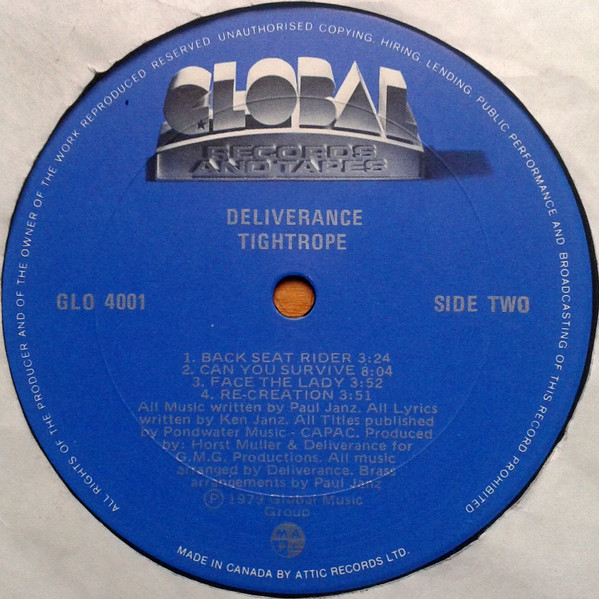 ALL RIGHTS OF THE PRODUCER AND OF THE OWNER OF THE WORK REPRODUCED RESERVED UNAUTHORISED COPYING, HIRING, LENDING, PUBLIC PERFORMANCE AND BROADCASTING OF THIS RECORD PROHIBITED
GLOBAL
RECORDS
AND TAPES
DELIVERANCE
TIGHTROPE
GLO 4001
SIDE TWO
1. BACK SEAT RIDER 3:24
2. CAN YOU SURVIVE 8:04
3. FACE THE LADY 3:52
4. RE-CREATION 3:51
All Music written by Paul Janz. All Lyrics
written by Ken Janz. All Titles published
by Pondwater Music - CAPAC. Produced
by: Horst Muller & Deliverance for
G.M.G. Productions. All music
arranged by Deliverance. Brass
arrangements by Paul Janz
Ⓟ 1979 Global Music
Group
MADE IN CANADA BY ATTIC RECORDS LTD.